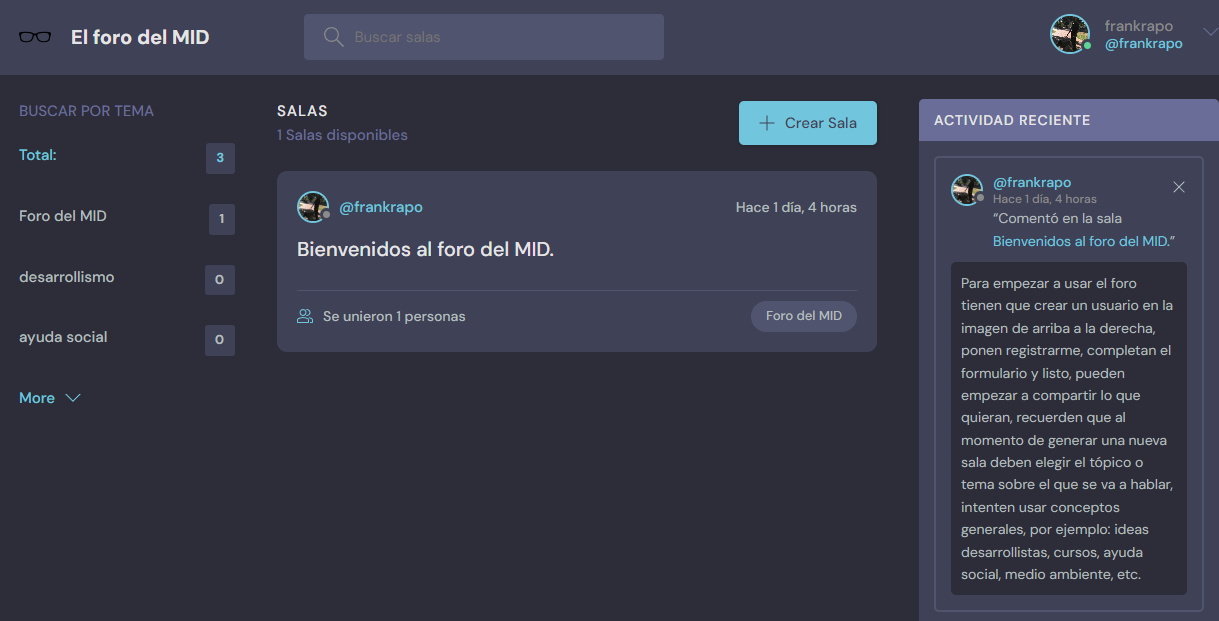 El foro del MID
Buscar salas
frankrapo
@frankrapo
BUSCAR POR TEMA
Total:
3
Foro del MID
1
desarrollismo
0
ayuda social
0
More
SALAS
1 Salas disponibles
Crear Sala
@frankrapo
Hace 1 día, 4 horas
Bienvenidos al foro del MID.
Se unieron 1 personas
Foro del MID
ACTIVIDAD RECIENTE
@frankrapo
Hace 1 día, 4 horas
“Comentó en la sala
Bienvenidos al foro del MID.”
Para empezar a usar el foro
tienen que crear un usuario en la
imagen de arriba a la derecha,
ponen registrarme, completan el
formulario y listo, pueden
empezar a compartir lo que
quieran, recuerden que al
momento de generar una nueva
sala deben elegir el tópico o
tema sobre el que se va a hablar,
intenten usar conceptos
generales, por ejemplo: ideas
desarrollistas, cursos, ayuda
social, medio ambiente, etc.